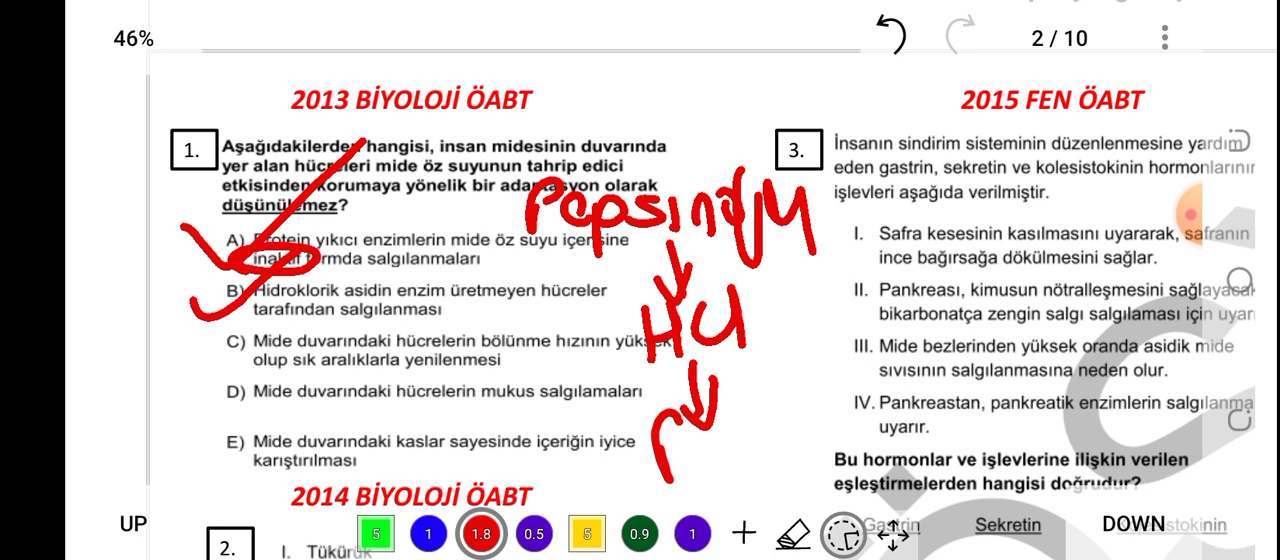 46%
2 / 10
2013 BİYOLOJİ ÖABT
1.
Aşağıdakilerden hangisi, insan midesinin duvarında
yer alan hücreleri mide öz suyunun tahrip edici
etkisinden korumaya yönelik bir adaptasyon olarak
düşünülemez?
A) Protein yıkıcı enzimlerin mide öz suyu içerisine
inaktif formda salgılanmaları
B) Hidroklorik asidin enzim üretmeyen hücreler
tarafından salgılanması
C) Mide duvarındaki hücrelerin bölünme hızının yüksek
olup sık aralıklarla yenilenmesi
D) Mide duvarındaki hücrelerin mukus salgılamaları
E) Mide duvarındaki kaslar sayesinde içeriğin iyice
karıştırılması
Pepsinojen
HCl
2014 BİYOLOJİ ÖABT
2.
I. Tükürük
2015 FEN ÖABT
3.
İnsanın sindirim sisteminin düzenlenmesine yardım
eden gastrin, sekretin ve kolesistokinin hormonlarının
işlevleri aşağıda verilmiştir.
I. Safra kesesinin kasılmasını uyararak, safranın
ince bağırsağa dökülmesini sağlar.
II. Pankreası, kimusun nötralleşmesini sağlayacak
bikarbonatça zengin salgı salgılaması için uyarı
III. Mide bezlerinden yüksek oranda asidik mide
sıvısının salgılanmasına neden olur.
IV. Pankreastan, pankreatik enzimlerin salgılanma
uyarır.
Bu hormonlar ve işlevlerine ilişkin verilen
eşleştirmelerden hangisi doğrudur?
Gastrin Sekretin
UP
5 1 1.8 0.5 5 0.9 1
DOWN